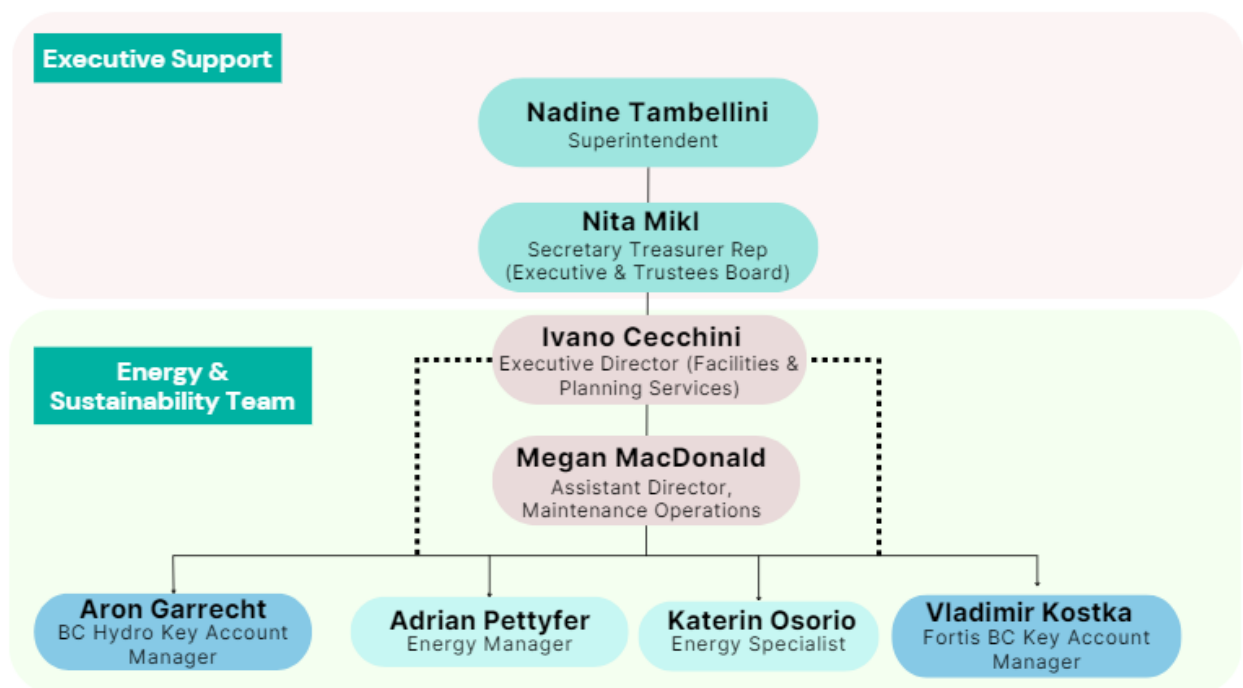 Executive Support
Nadine Tambellini
Superintendent
Nita Mikl
Secretary Treasurer Rep
(Executive & Trustees Board)
Energy &
Sustainability Team
Ivano Cecchini
Executive Director (Facilities &
Planning Services)
Megan MacDonald
Assistant Director,
Maintenance Operations
Aron Garrecht
BC Hydro Key Account
Manager
Adrian Pettyfer
Energy Manager
Katerin Osorio
Energy Specialist
Vladimir Kostka
Fortis BC Key Account
Manager